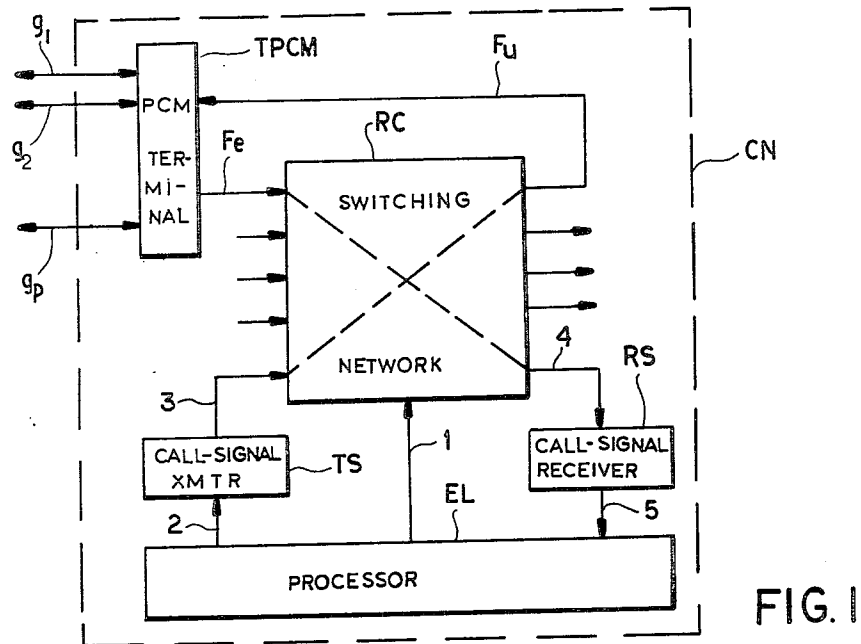 g1
TPCM
Fu
g2
PCM
TER-
MI-
NAL
Fe
RC
CN
SWITCHING
gp
NETWORK
4
3
RS
CALL-SIGNAL
XMTR
TS
1
CALL-SIGNAL
RECEIVER
2
EL
5
PROCESSOR
FIG. 1